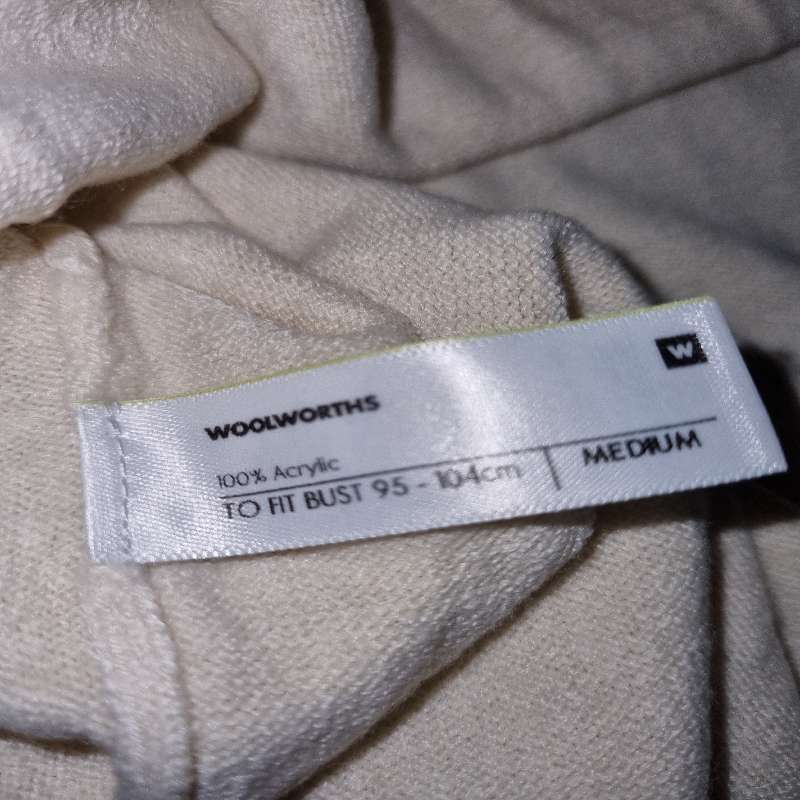 W
WOOLWORTHS
100% Acrylic
TO FIT BUST 95 - 104cm | MEDIUM